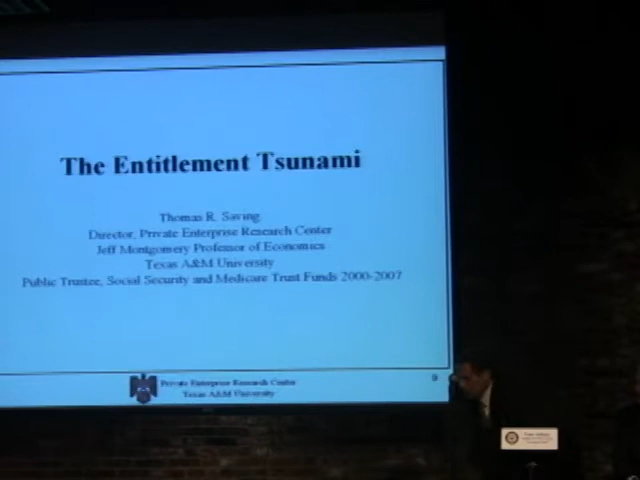 The Entitlement Tsunami
Thomas R. Saving
Director, Private Enterprise Research Center
Jeff Montgomery Professor of Economics
Texas A&M University
Public Trustee, Social Security and Medicare Trust Funds 2000-2007
Private Enterprise Research Center
Texas A&M University